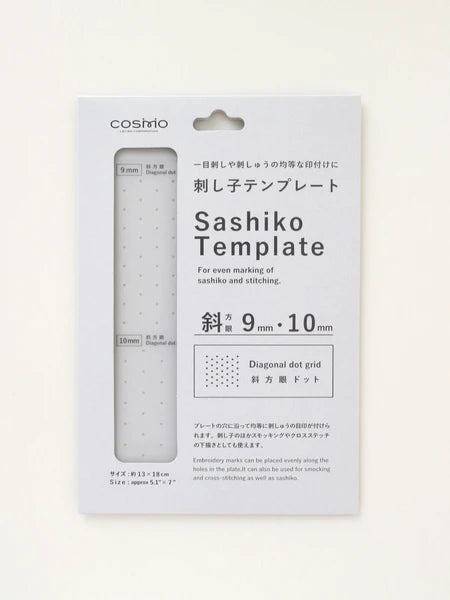 COSMO
9mm
斜方眼
Diagonal dot
10mm
斜方眼
Diagonal dot
一目刺しや刺しゅうの均等な印付けに
刺し子テンプレート
Sashiko
Template
For even marking of
sashiko and stitching.
斜方眼 9mm・10mm
Diagonal dot grid
斜方眼ドット
プレートの穴に沿って均等に刺しゅうの目印が付けら
れます。刺し子のほかスモッキングやクロスステッチ
の下描きとしても使えます。
Embroidery marks can be placed evenly along the
holes in the plate.It can also be used for smocking
and cross-stitching as well as sashiko.
サイズ：約13×18cm
Size：approx 5.1"× 7"